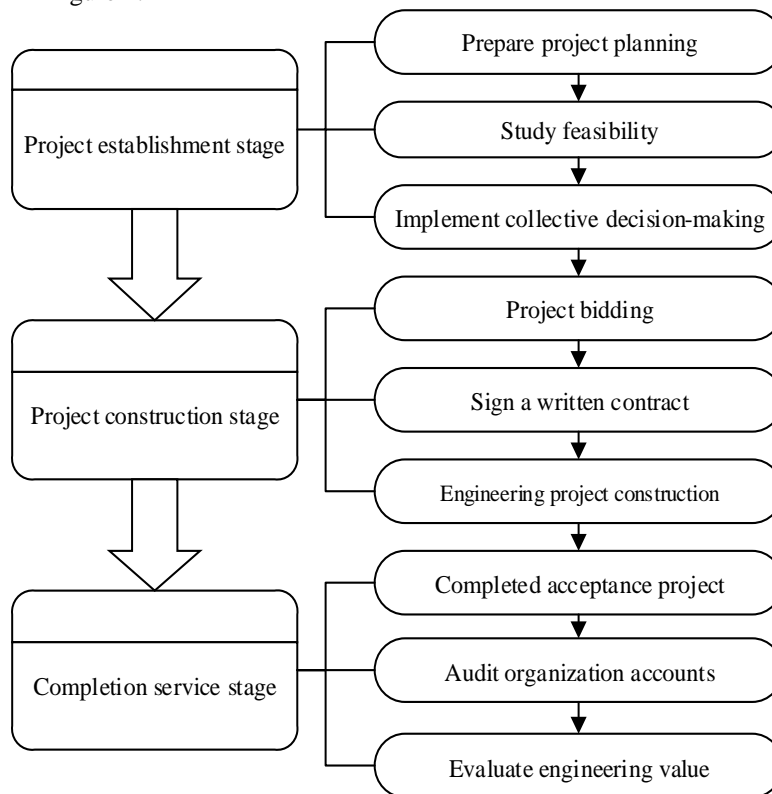 Prepare project planning
Project establishment stage
Study feasibility
Implement collective decision-making
Project bidding
Project construction stage
Sign a written contract
Engineering project construction
Completed acceptance project
Completion service stage
Audit organization accounts
Evaluate engineering value